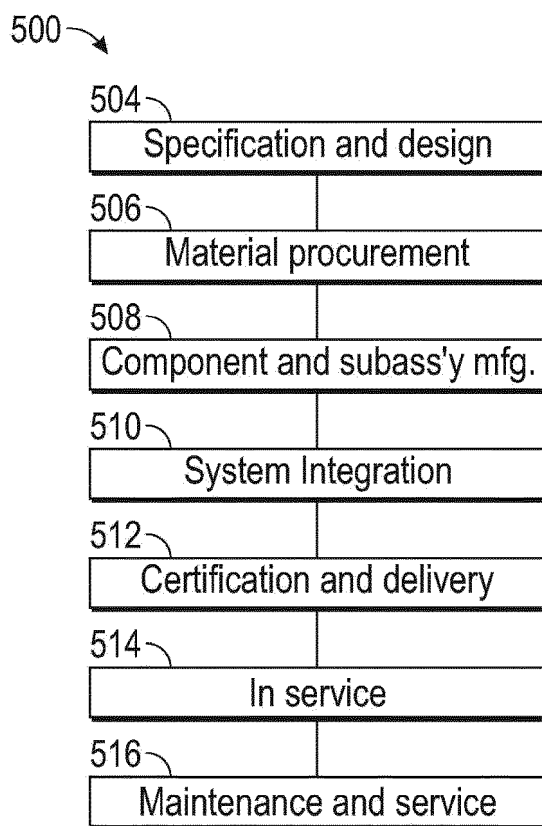 500
504
Specification and design
506
Material procurement
508
Component and subass'y mfg.
510
System Integration
512
Certification and delivery
514
In service
516
Maintenance and service